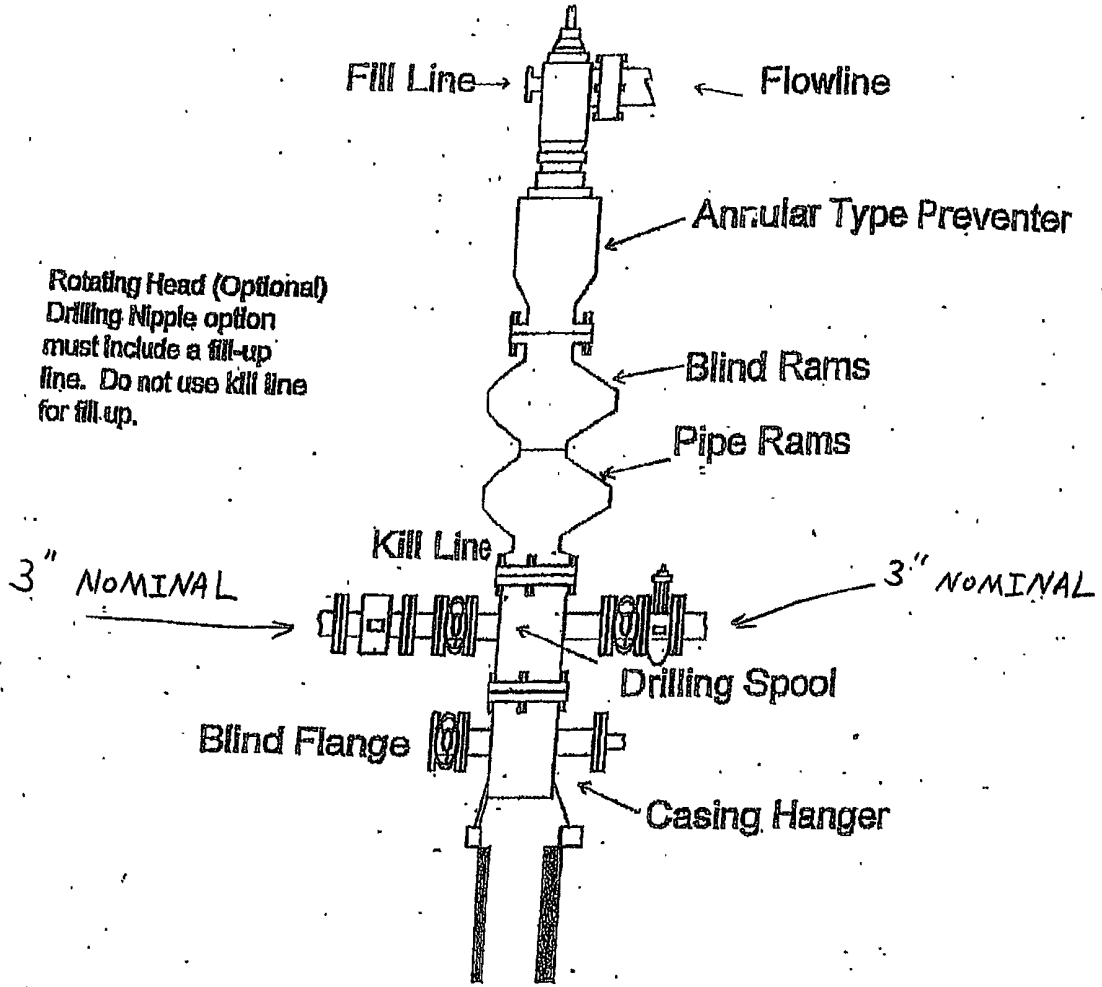 Fill Line
Flowline
Annular Type Preventer
Rotating Head (Optional)
Drilling Nipple option
must include a fill-up
line. Do not use kill line
for fill up.
Blind Rams
Pipe Rams
Kill Line
3" NOMINAL
3" NOMINAL
Drilling Spool
Blind Flange
Casing Hanger